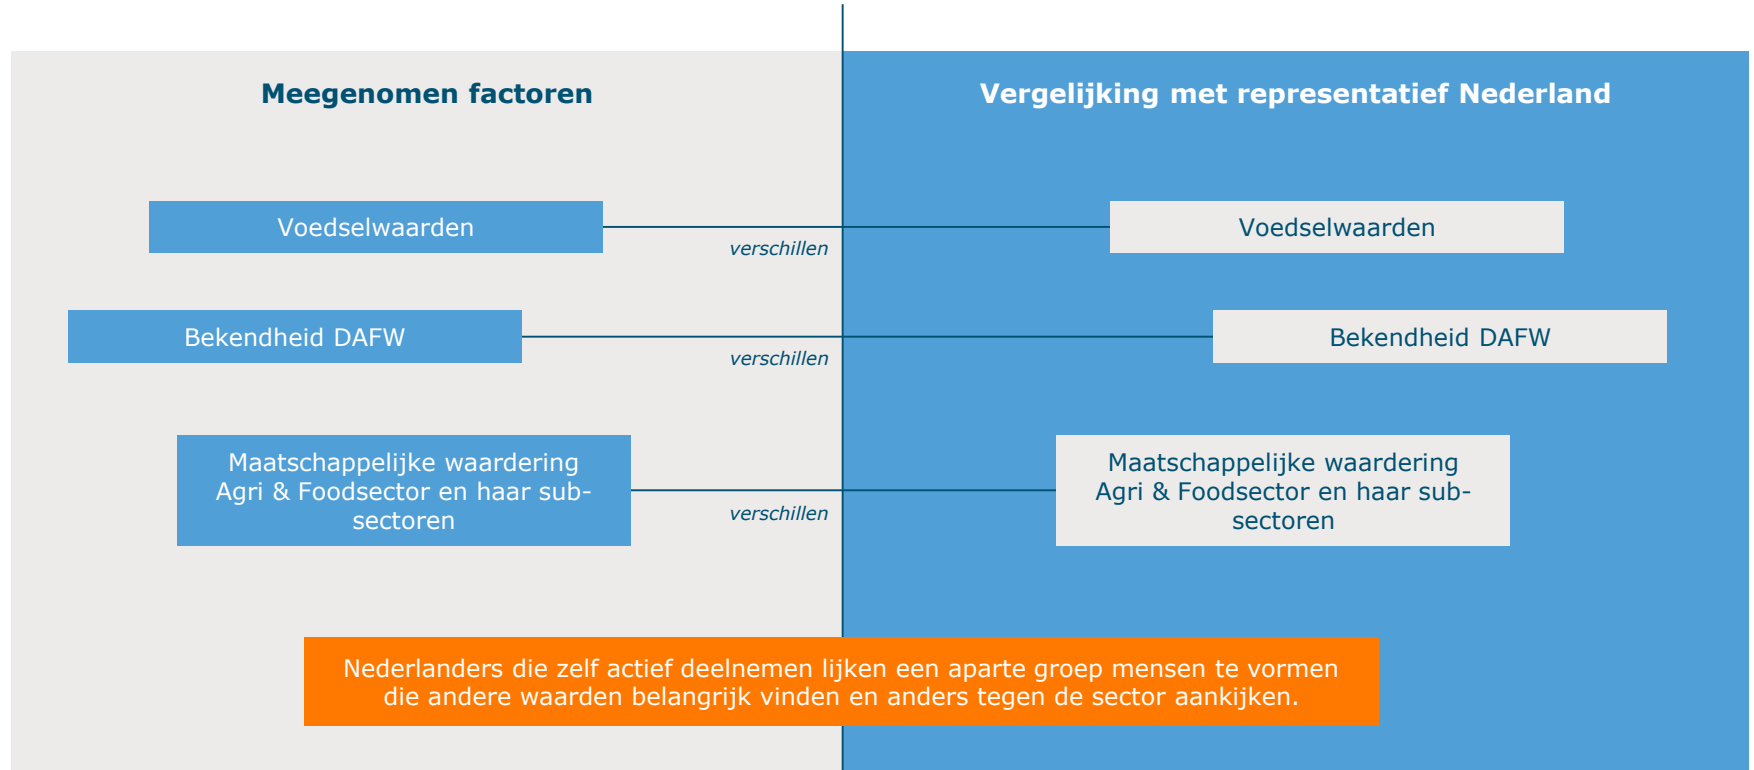 Meegenomen factoren
Vergelijking met representatief Nederland
Voedselwaarden
verschillen
Voedselwaarden
Bekendheid DAFW
verschillen
Bekendheid DAFW
Maatschappelijke waardering
Agri & Foodsector en haar sub-
sectoren
verschillen
Maatschappelijke waardering
Agri & Foodsector en haar sub-
sectoren
Nederlanders die zelf actief deelnemen lijken een aparte groep mensen te vormen
die andere waarden belangrijk vinden en anders tegen de sector aankijken.